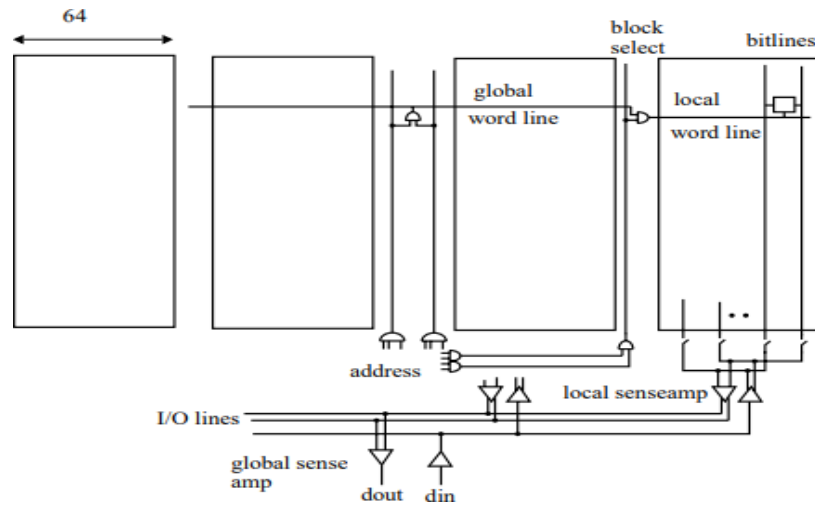 64
block
select
bitlines
global
word line
local
word line
address
local senseamp
I/O lines
global sense
amp
dout
din